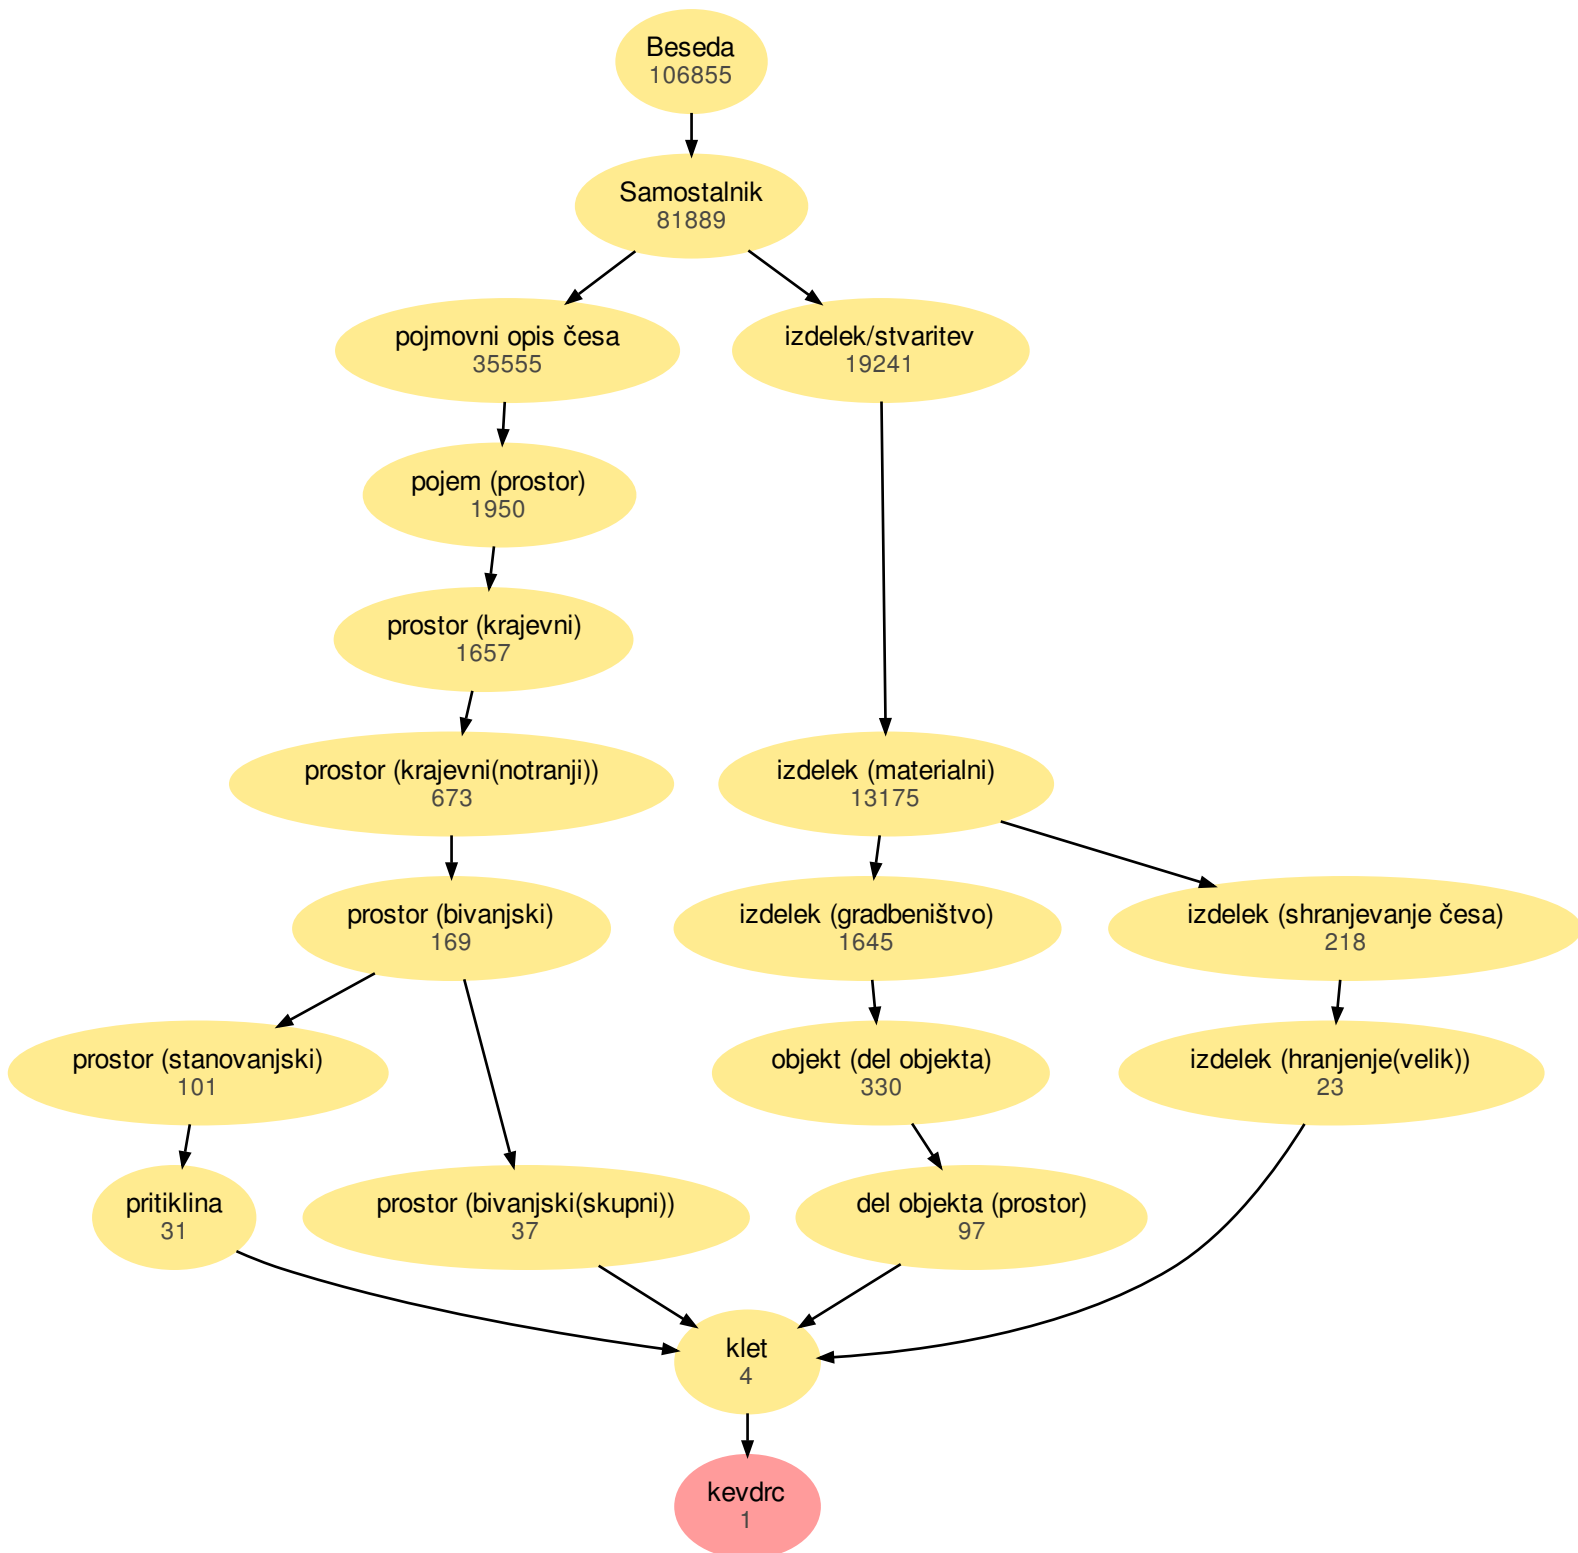 Beseda
106855
Samostalnik
81889
pojmovni opis česa
35555
izdelek/stvaritev
19241
pojem (prostor)
1950
prostor (krajevni)
1657
prostor (krajevni(notranji))
673
izdelek (materialni)
13175
prostor (bivanjski)
169
izdelek (gradbeništvo)
1645
izdelek (shranjevanje česa)
218
prostor (stanovanjski)
101
objekt (del objekta)
330
izdelek (hranjenje(velik))
23
pritiklina
31
prostor (bivanjski(skupni))
37
del objekta (prostor)
97
klet
4
kevdrc
1